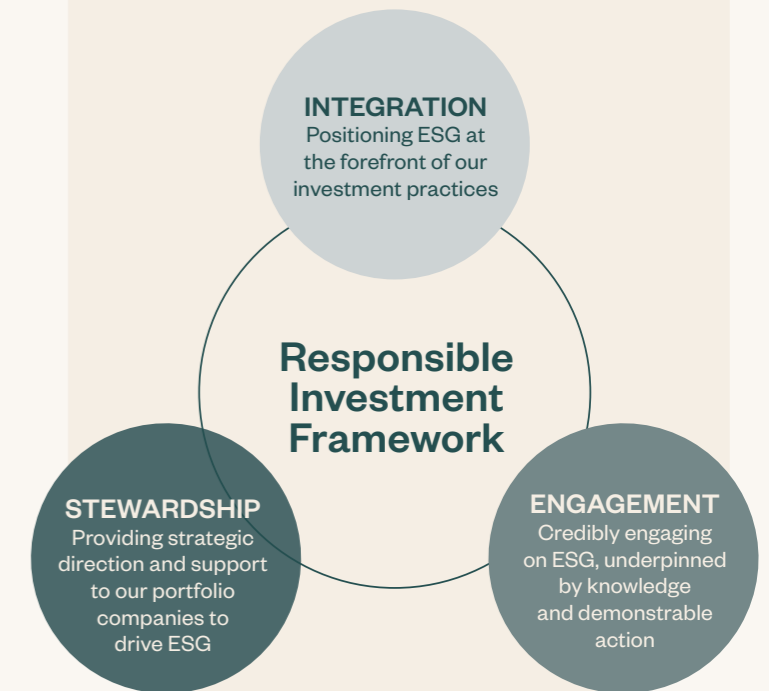 INTEGRATION
Positioning ESG at
the forefront of our
investment practices
Responsible
Investment
Framework
STEWARDSHIP
Providing strategic
direction and support
to our portfolio
companies to
drive ESG
ENGAGEMENT
Credibly engaging
on ESG, underpinned
by knowledge
and demonstrable
action